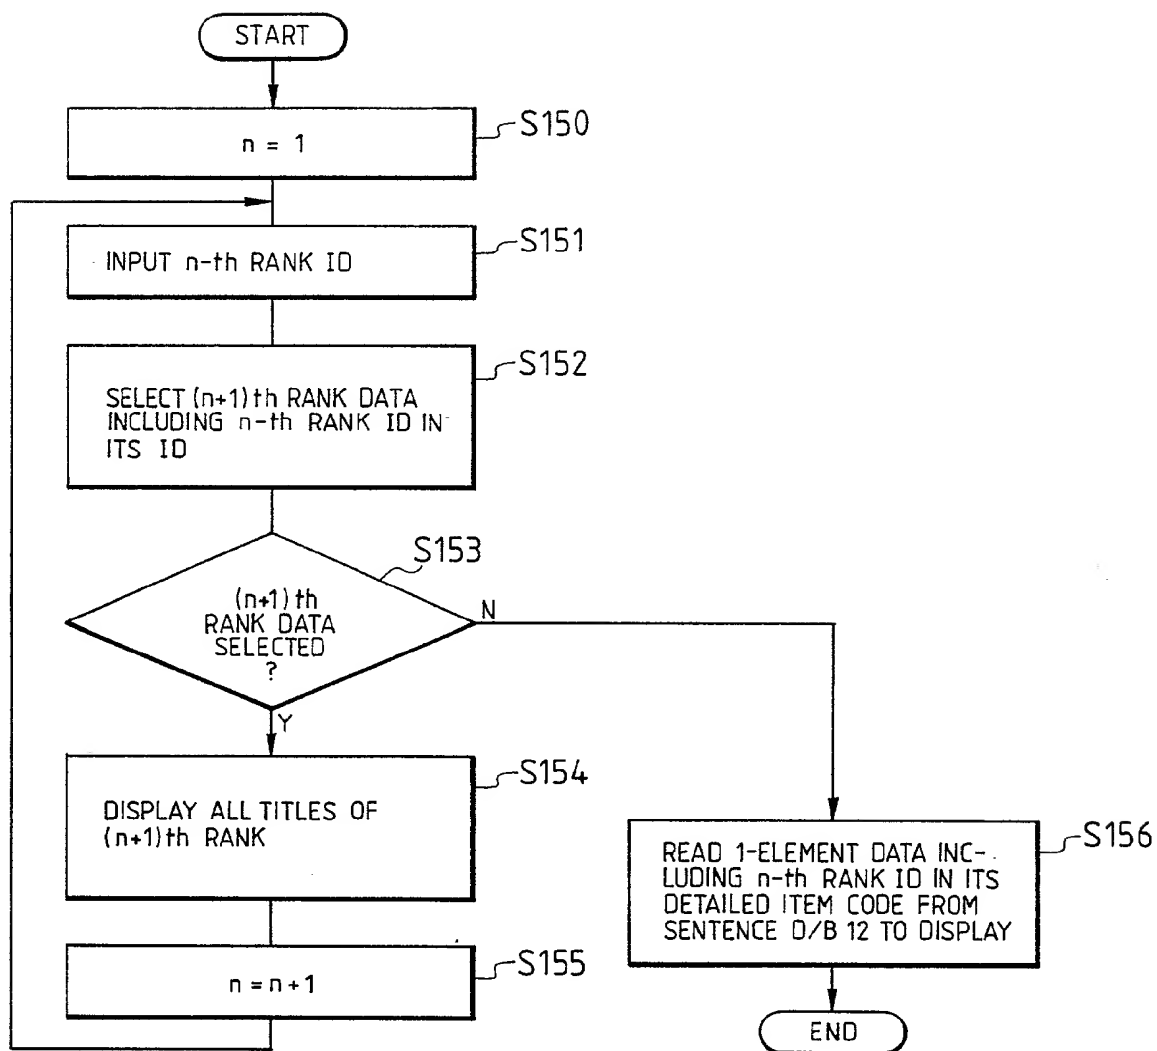 START
n = 1
S150
INPUT n-th RANK ID
S151
SELECT (n+1)th RANK DATA
INCLUDING n-th RANK ID IN
ITS ID
S152
(n+1)th
RANK DATA
SELECTED
?
S153
N
Y
DISPLAY ALL TITLES OF
(n+1)th RANK
S154
n = n+1
S155
READ 1-ELEMENT DATA INC-
LUDING n-th RANK ID IN ITS
DETAILED ITEM CODE FROM
SENTENCE D/B 12 TO DISPLAY
S156
END